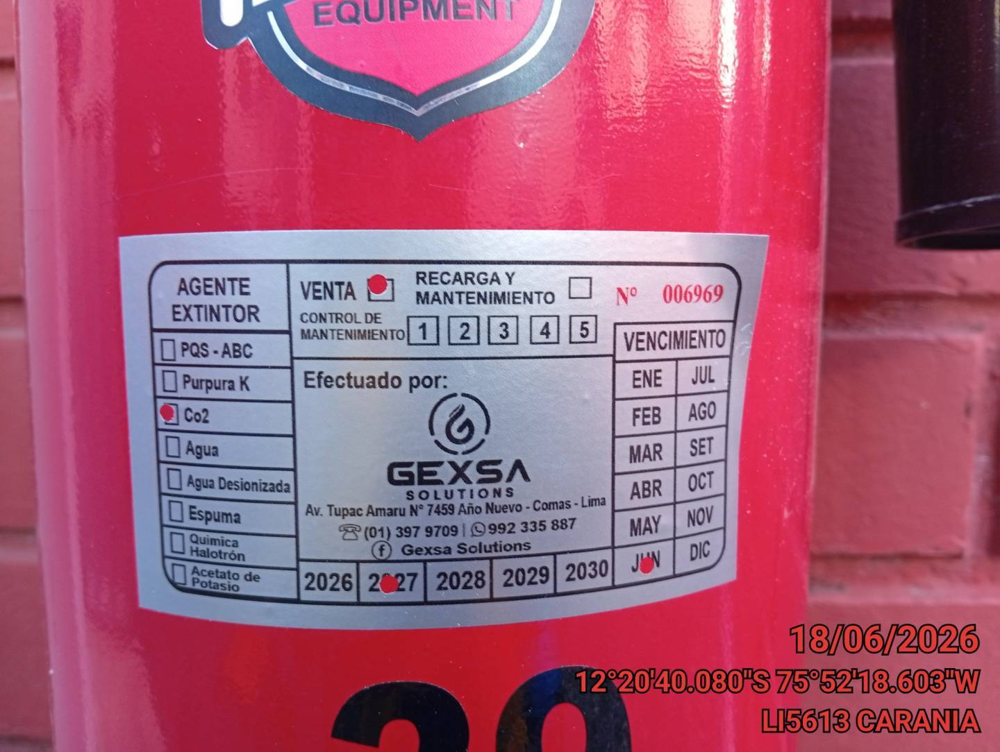 EQUIPMENT
AGENTE
EXTINTOR
PQS - ABC
Purpura K
Co2
Agua
Agua Desionizada
Espuma
Quimica
Halotrón
Acetato de
Potasio
VENTA
RECARGA Y
MANTENIMIENTO
Nº 006969
CONTROL DE
MANTENIMIENTO
1 2 3 4 5
Efectuado por:
GEXSA
SOLUTIONS
Av. Tupac Amaru N° 7459 Año Nuevo - Comas - Lima
(01) 397 9709 | 992 335 887
f Gexsa Solutions
2026 2027 2028 2029 2030
VENCIMIENTO
ENE JUL
FEB AGO
MAR SET
ABR OCT
MAY NOV
JUN DIC
18/06/2026
12°20'40.080"S 75°52'18.603"W
LI5613 CARANIA